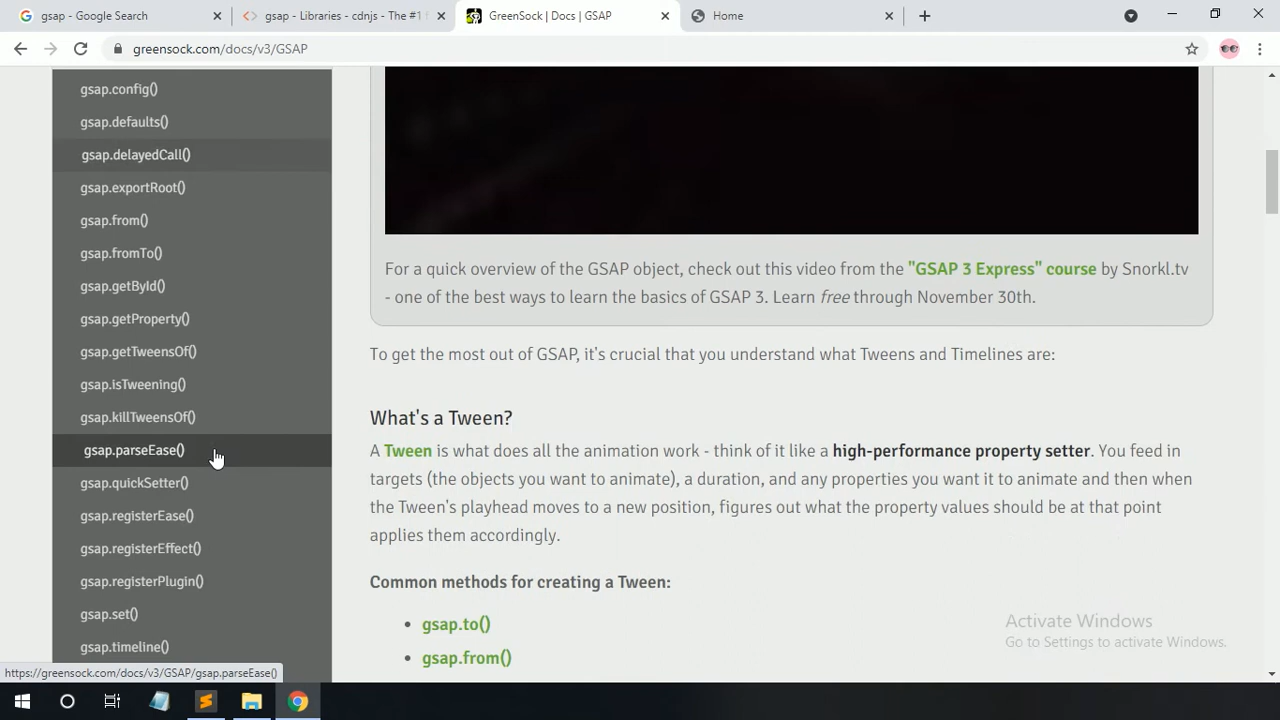 gsap - Google Search
gsap - Libraries - cdnjs - The #1 f
GreenSock | Docs | GSAP
Home
greensock.com/docs/v3/GSAP
gsap.config()
gsap.defaults()
gsap.delayedCall()
gsap.exportRoot()
gsap.from()
gsap.fromTo()
gsap.getById()
gsap.getProperty()
gsap.getTweensOf()
gsap.isTweening()
gsap.killTweensOf()
gsap.parseEase()
gsap.quickSetter()
gsap.registerEase()
gsap.registerEffect()
gsap.registerPlugin()
gsap.set()
gsap.timeline()
For a quick overview of the GSAP object, check out this video from the "GSAP 3 Express" course by Snorkl.tv
- one of the best ways to learn the basics of GSAP 3. Learn free through November 30th.
To get the most out of GSAP, it's crucial that you understand what Tweens and Timelines are:
What's a Tween?
A Tween is what does all the animation work - think of it like a high-performance property setter. You feed in
targets (the objects you want to animate), a duration, and any properties you want it to animate and then when
the Tween's playhead moves to a new position, figures out what the property values should be at that point
applies them accordingly.
Common methods for creating a Tween:
• gsap.to()
• gsap.from()
Activate Windows
Go to Settings to activate Windows.
https://greensock.com/docs/v3/GSAP/gsap.parseEase()